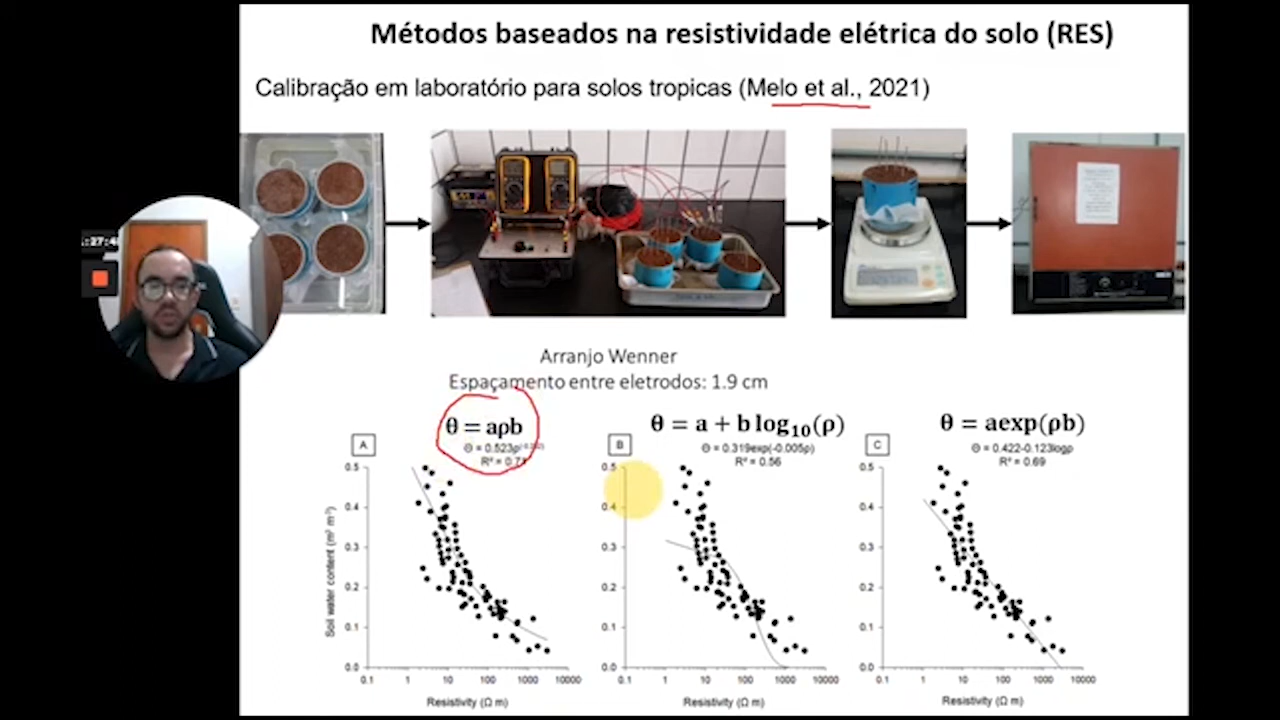 Métodos baseados na resistividade elétrica do solo (RES)
Calibração em laboratório para solos tropicas (Melo et al., 2021)
Arranjo Wenner
Espaçamento entre eletrodos: 1.9 cm
θ = aρb
θ = a + b log₁₀(ρ)
θ = aexp(ρb)
A
Θ = 0.523ρ
R² = 0.71
B
Θ = 0.319exp(-0.005ρ)
R² = 0.56
C
Θ = 0.422-0.123logρ
R² = 0.69
Soil water content (m³ m⁻³)
0.5
0.4
0.3
0.2
0.1
0.0
0.1 1 10 100 1000 10000
Resistivity (Ω m)
0.5
0.4
0.3
0.2
0.1
0.0
0.1 1 10 100 1000 10000
Resistivity (Ω m)
0.5
0.4
0.3
0.2
0.1
0.0
0.1 1 10 100 1000 10000
Resistivity (Ω m)